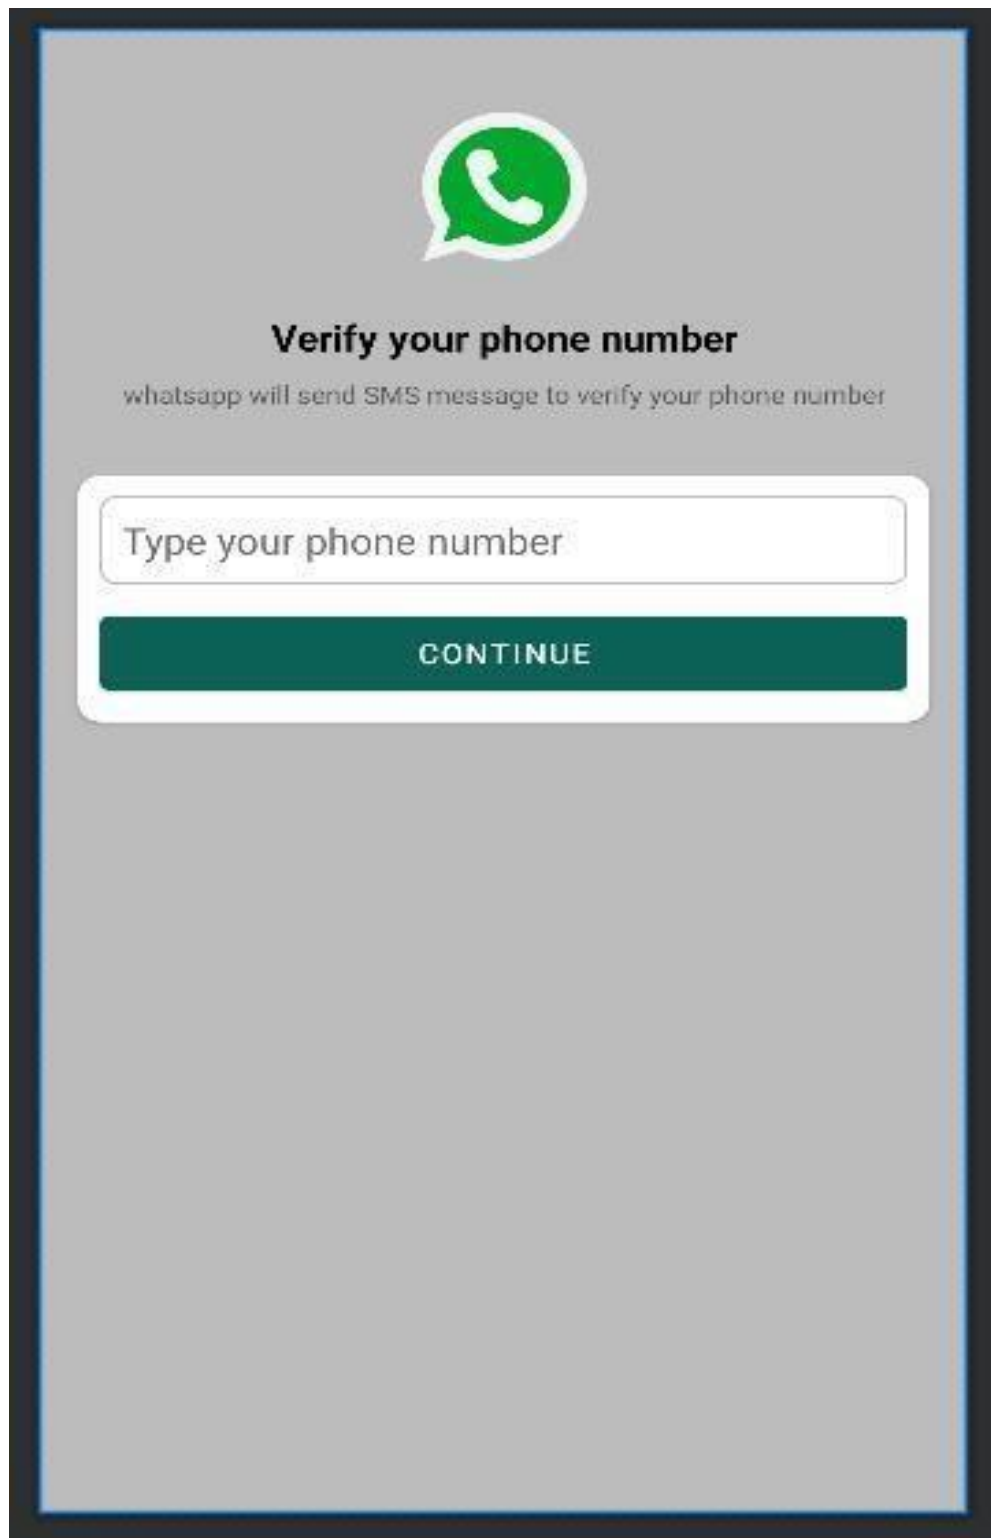 Verify your phone number
whatsapp will send SMS message to verify your phone number
Type your phone number
CONTINUE